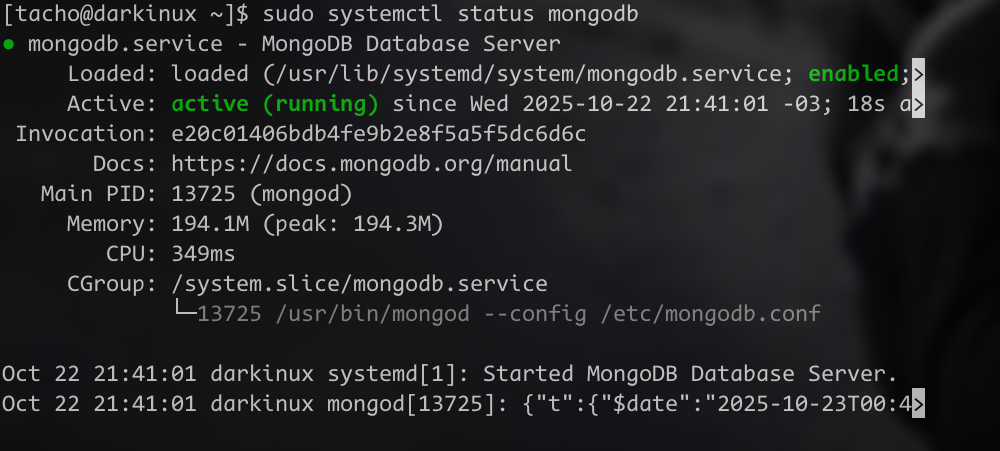 [tacho@darkinux ~]$ sudo systemctl status mongodb
● mongodb.service - MongoDB Database Server
     Loaded: loaded (/usr/lib/systemd/system/mongodb.service; enabled;>
     Active: active (running) since Wed 2025-10-22 21:41:01 -03; 18s a>
 Invocation: e20c01406bdb4fe9b2e8f5a5f5dc6d6c
       Docs: https://docs.mongodb.org/manual
   Main PID: 13725 (mongod)
     Memory: 194.1M (peak: 194.3M)
        CPU: 349ms
     CGroup: /system.slice/mongodb.service
             └─13725 /usr/bin/mongod --config /etc/mongodb.conf
Oct 22 21:41:01 darkinux systemd[1]: Started MongoDB Database Server.
Oct 22 21:41:01 darkinux mongod[13725]: {"t":{"$date":"2025-10-23T00:4>